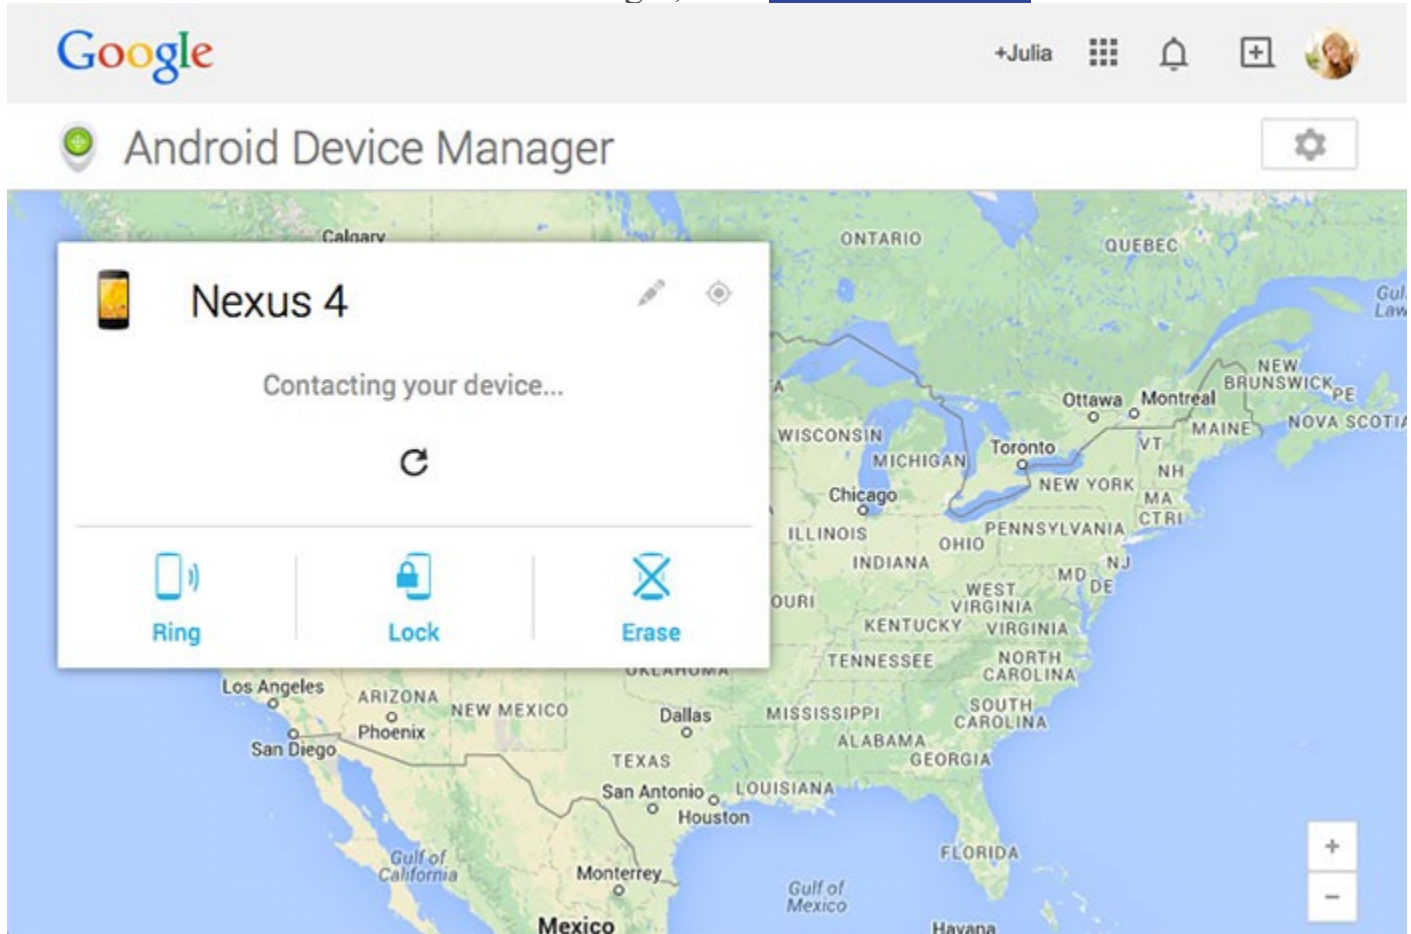 Google
+Julia
Android Device Manager
Calgary
ONTARIO
QUEBEC
Nexus 4
Contacting your device...
NEW
BRUNSWICK
PE
Ottawa
Montreal
MAINE
NOVA SCOTIA
WISCONSIN
MICHIGAN
Toronto
VT
NH
NEW YORK
MA
CT RI
Chicago
ILLINOIS
INDIANA
OHIO
PENNSYLVANIA
MD
NJ
DE
WEST
VIRGINIA
OURI
KENTUCKY
VIRGINIA
Ring
Lock
Erase
OKLAHOMA
TENNESSEE
NORTH
CAROLINA
Los Angeles
ARIZONA
NEW MEXICO
Dallas
MISSISSIPPI
SOUTH
CAROLINA
Phoenix
San Diego
ALABAMA
GEORGIA
TEXAS
San Antonio
LOUISIANA
Houston
Gulf of
California
FLORIDA
Monterrey
Gulf of
Mexico
Mexico
Havana